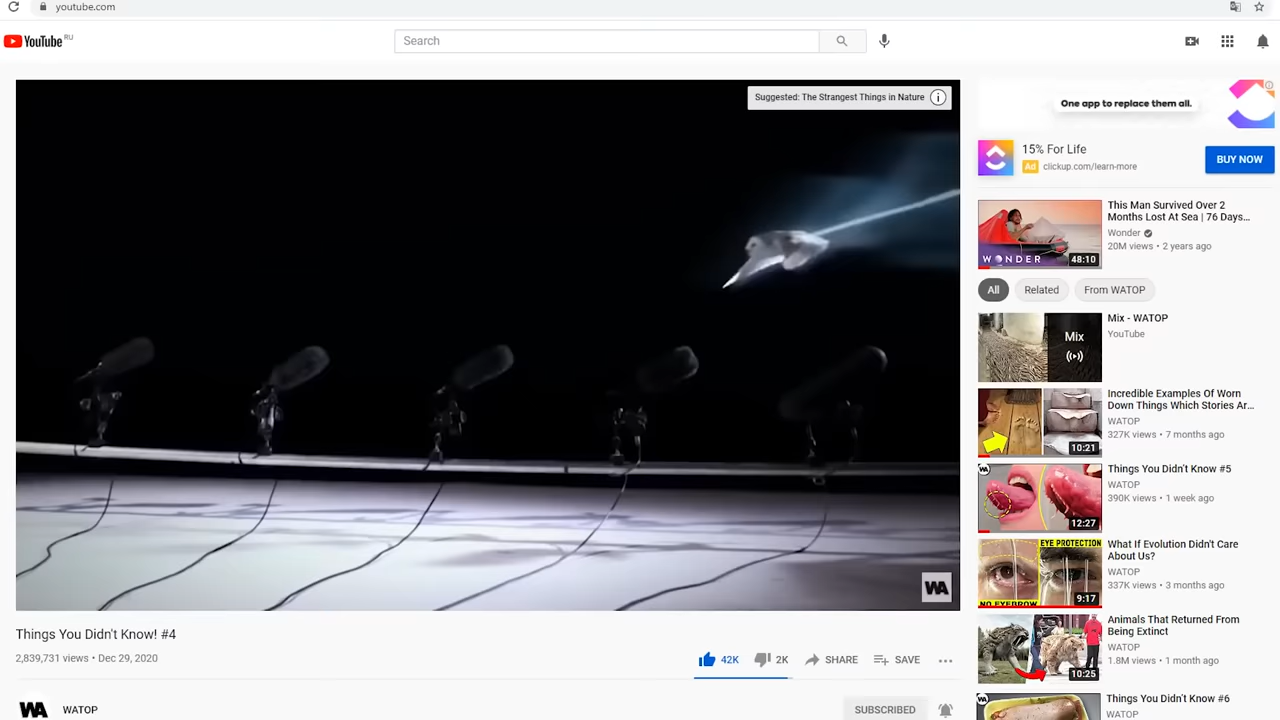 youtube.com
YouTube RU
Search
Suggested: The Strangest Things in Nature
WA
Things You Didn't Know! #4
2,839,731 views • Dec 29, 2020
42K
2K
SHARE
SAVE
WA
WATOP
SUBSCRIBED
One app to replace them all.
15% For Life
Ad clickup.com/learn-more
BUY NOW
WONDER
48:10
This Man Survived Over 2
Months Lost At Sea | 76 Days...
Wonder
20M views • 2 years ago
All
Related
From WATOP
Mix
Mix - WATOP
YouTube
10:21
Incredible Examples Of Worn
Down Things Which Stories Ar...
WATOP
327K views • 7 months ago
WA
12:27
Things You Didn't Know #5
WATOP
390K views • 1 week ago
EYE PROTECTION
NO EYEBROW
9:17
What If Evolution Didn't Care
About Us?
WATOP
337K views • 3 months ago
10:25
Animals That Returned From
Being Extinct
WATOP
1.8M views • 1 month ago
WA
Things You Didn't Know #6
WATOP